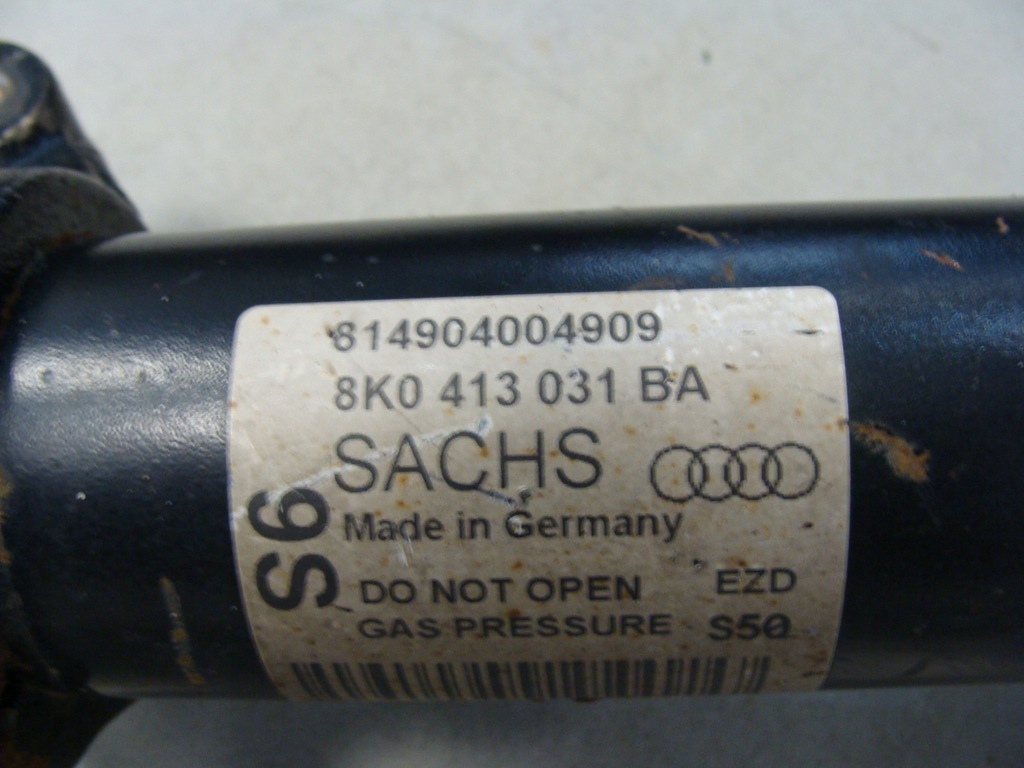 814904004909
8K0 413 031 BA
SACHS
S6
Made in Germany
DO NOT OPEN EZD
GAS PRESSURE S50